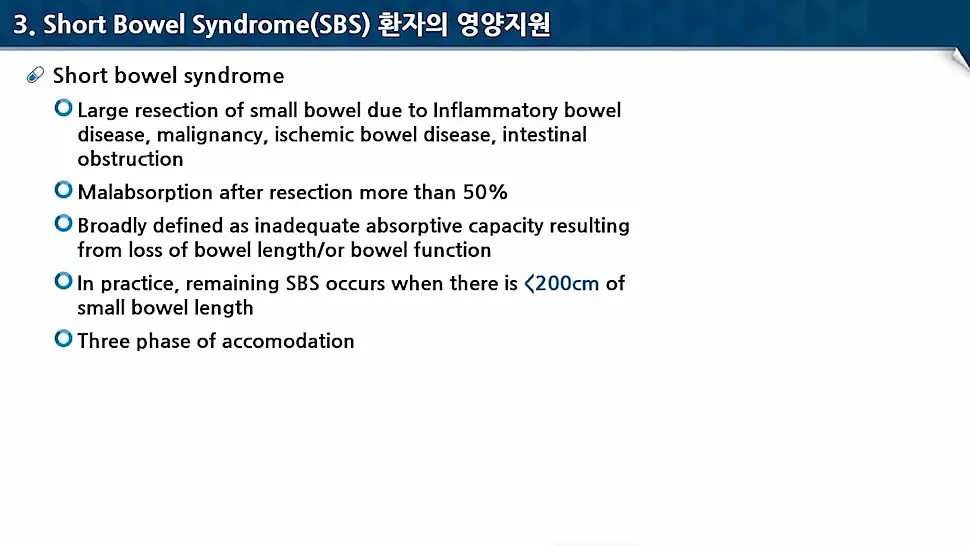 3. Short Bowel Syndrome(SBS) 환자의 영양지원
Short bowel syndrome
Large resection of small bowel due to Inflammatory bowel
disease, malignancy, ischemic bowel disease, intestinal
obstruction
Malabsorption after resection more than 50%
Broadly defined as inadequate absorptive capacity resulting
from loss of bowel length/or bowel function
In practice, remaining SBS occurs when there is <200cm of
small bowel length
Three phase of accomodation